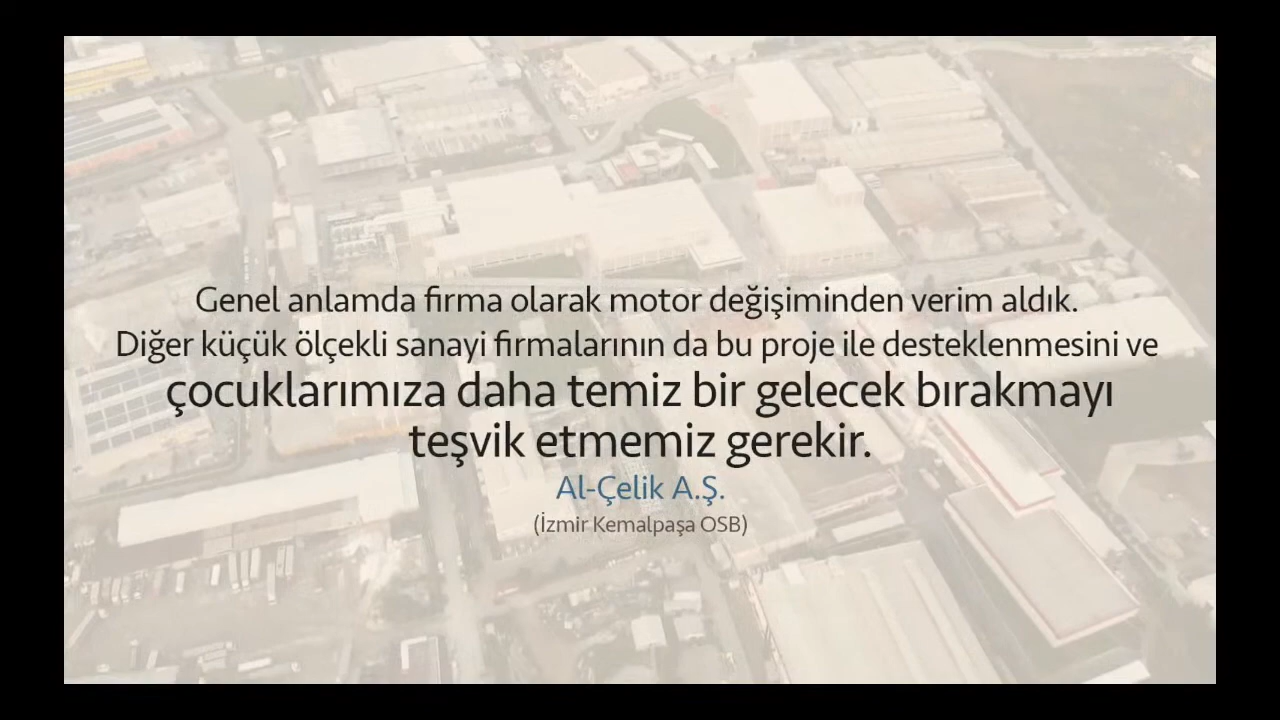 Genel anlamda firma olarak motor değişiminden verim aldık.
Diğer küçük ölçekli sanayi firmalarının da bu proje ile desteklenmesini ve
çocuklarımıza daha temiz bir gelecek bırakmayı
teşvik etmemiz gerekir.
Al-Çelik A.Ş.
(İzmir Kemalpaşa OSB)